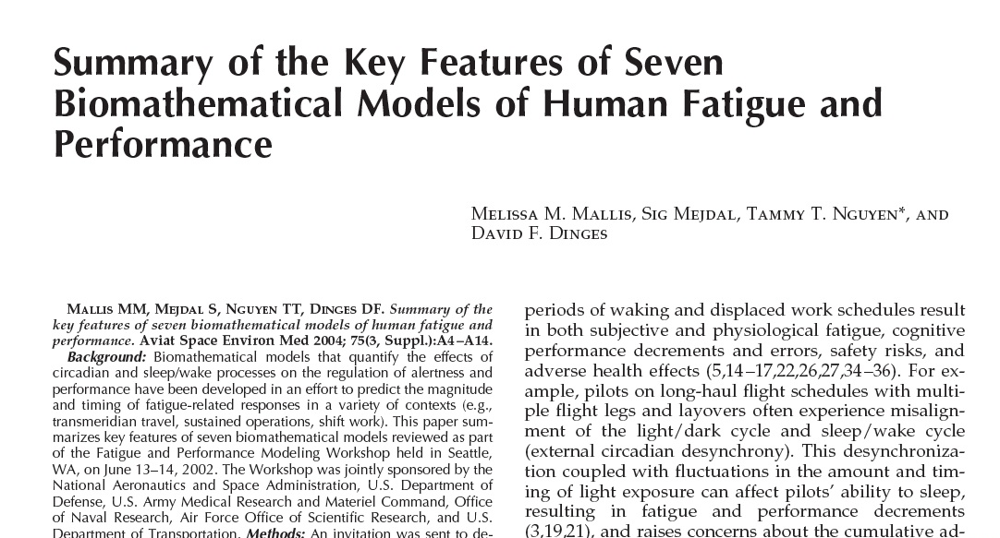 Summary of the Key Features of Seven
Biomathematical Models of Human Fatigue and
Performance
Melissa M. Mallis, Sig Mejdal, Tammy T. Nguyen*, and
David F. Dinges
Mallis MM, Mejdal S, Nguyen TT, Dinges DF. Summary of the
key features of seven biomathematical models of human fatigue and
performance. Aviat Space Environ Med 2004; 75(3, Suppl.):A4–A14.
Background: Biomathematical models that quantify the effects of
circadian and sleep/wake processes on the regulation of alertness and
performance have been developed in an effort to predict the magnitude
and timing of fatigue-related responses in a variety of contexts (e.g.,
transmeridian travel, sustained operations, shift work). This paper sum-
marizes key features of seven biomathematical models reviewed as part
of the Fatigue and Performance Modeling Workshop held in Seattle,
WA, on June 13–14, 2002. The Workshop was jointly sponsored by the
National Aeronautics and Space Administration, U.S. Department of
Defense, U.S. Army Medical Research and Materiel Command, Office
of Naval Research, Air Force Office of Scientific Research, and U.S.
Department of Transportation. Methods: An invitation was sent to de-
periods of waking and displaced work schedules result
in both subjective and physiological fatigue, cognitive
performance decrements and errors, safety risks, and
adverse health effects (5,14–17,22,26,27,34–36). For ex-
ample, pilots on long-haul flight schedules with multi-
ple flight legs and layovers often experience misalign-
ment of the light/dark cycle and sleep/wake cycle
(external circadian desynchrony). This desynchroniza-
tion coupled with fluctuations in the amount and tim-
ing of light exposure can affect pilots' ability to sleep,
resulting in fatigue and performance decrements
(3,19,21), and raises concerns about the cumulative ad-